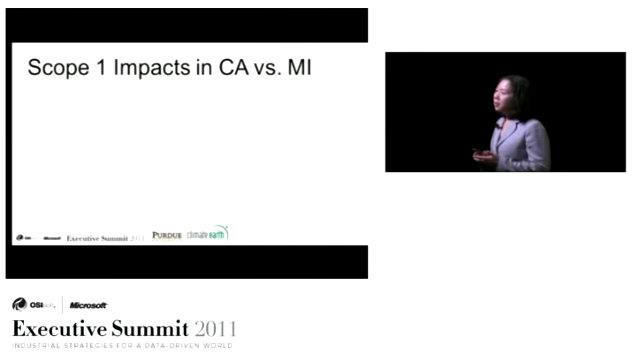 Scope 1 Impacts in CA vs. MI
Executive Summit 2011 PURDUE climate earth
OSIsoft. Microsoft
Executive Summit 2011
INDUSTRIAL STRATEGIES FOR A DATA-DRIVEN WORLD